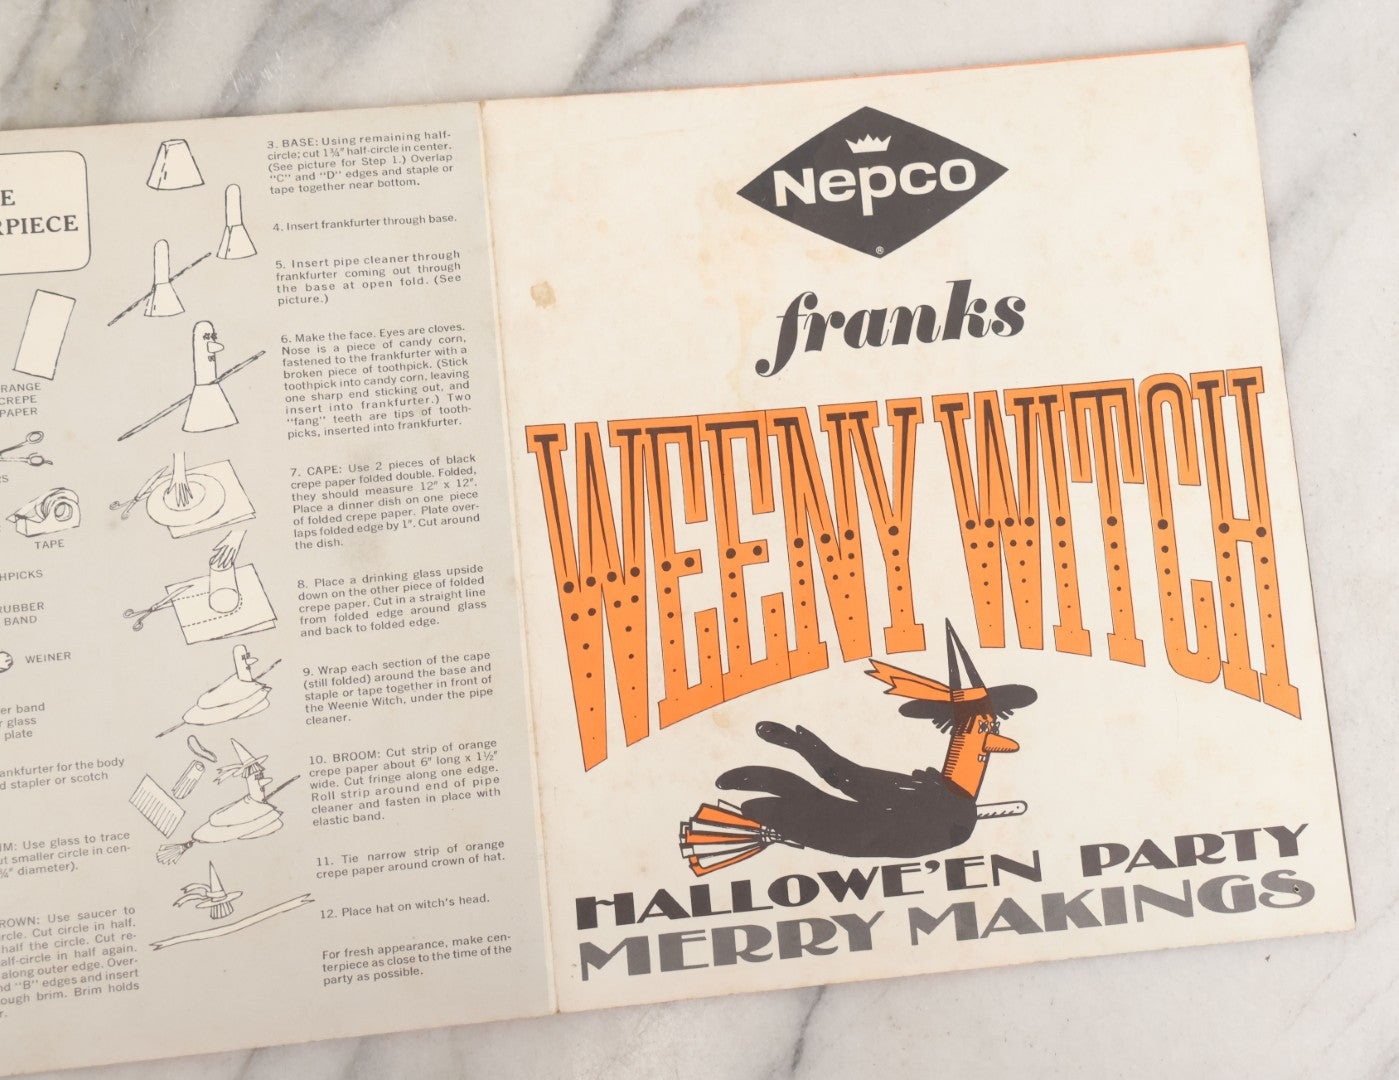 E
RPIECE
RANGE
CREPE
PAPER
RS
TAPE
HPICKS
RUBBER
BAND
WEINER
er band
r glass
plate
ankfurter for the body
d stapler or scotch
IM: Use glass to trace
ut smaller circle in cen-
¾" diameter).
ROWN: Use saucer to
rcle. Cut circle in half.
half the circle. Cut re-
alf-circle in half again.
along outer edge. Over-
nd "B" edges and insert
ough brim. Brim holds
r.
3. BASE: Using remaining half-
circle; cut 1¾" half-circle in center.
(See picture for Step 1.) Overlap
"C" and "D" edges and staple or
tape together near bottom.
4. Insert frankfurter through base.
5. Insert pipe cleaner through
frankfurter coming out through
the base at open fold. (See
picture.)
6. Make the face. Eyes are cloves.
Nose is a piece of candy corn,
fastened to the frankfurter with a
broken piece of toothpick. (Stick
toothpick into candy corn, leaving
one sharp end sticking out, and
insert into frankfurter.) Two
"fang" teeth are tips of tooth-
picks, inserted into frankfurter.
7. CAPE: Use 2 pieces of black
crepe paper folded double. Folded,
they should measure 12" x 12".
Place a dinner dish on one piece
of folded crepe paper. Plate over-
laps folded edge by 1". Cut around
the dish.
8. Place a drinking glass upside
down on the other piece of folded
crepe paper. Cut in a straight line
from folded edge around glass
and back to folded edge.
9. Wrap each section of the cape
(still folded) around the base and
staple or tape together in front of
the Weenie Witch, under the pipe
cleaner.
10. BROOM: Cut strip of orange
crepe paper about 6" long x 1½"
wide. Cut fringe along one edge.
Roll strip around end of pipe
cleaner and fasten in place with
elastic band.
11. Tie narrow strip of orange
crepe paper around crown of hat.
12. Place hat on witch's head.
For fresh appearance, make cen-
terpiece as close to the time of the
party as possible.
Nepco
®
franks
WEENY WITCH
HALLOWE'EN PARTY
MERRY MAKINGS